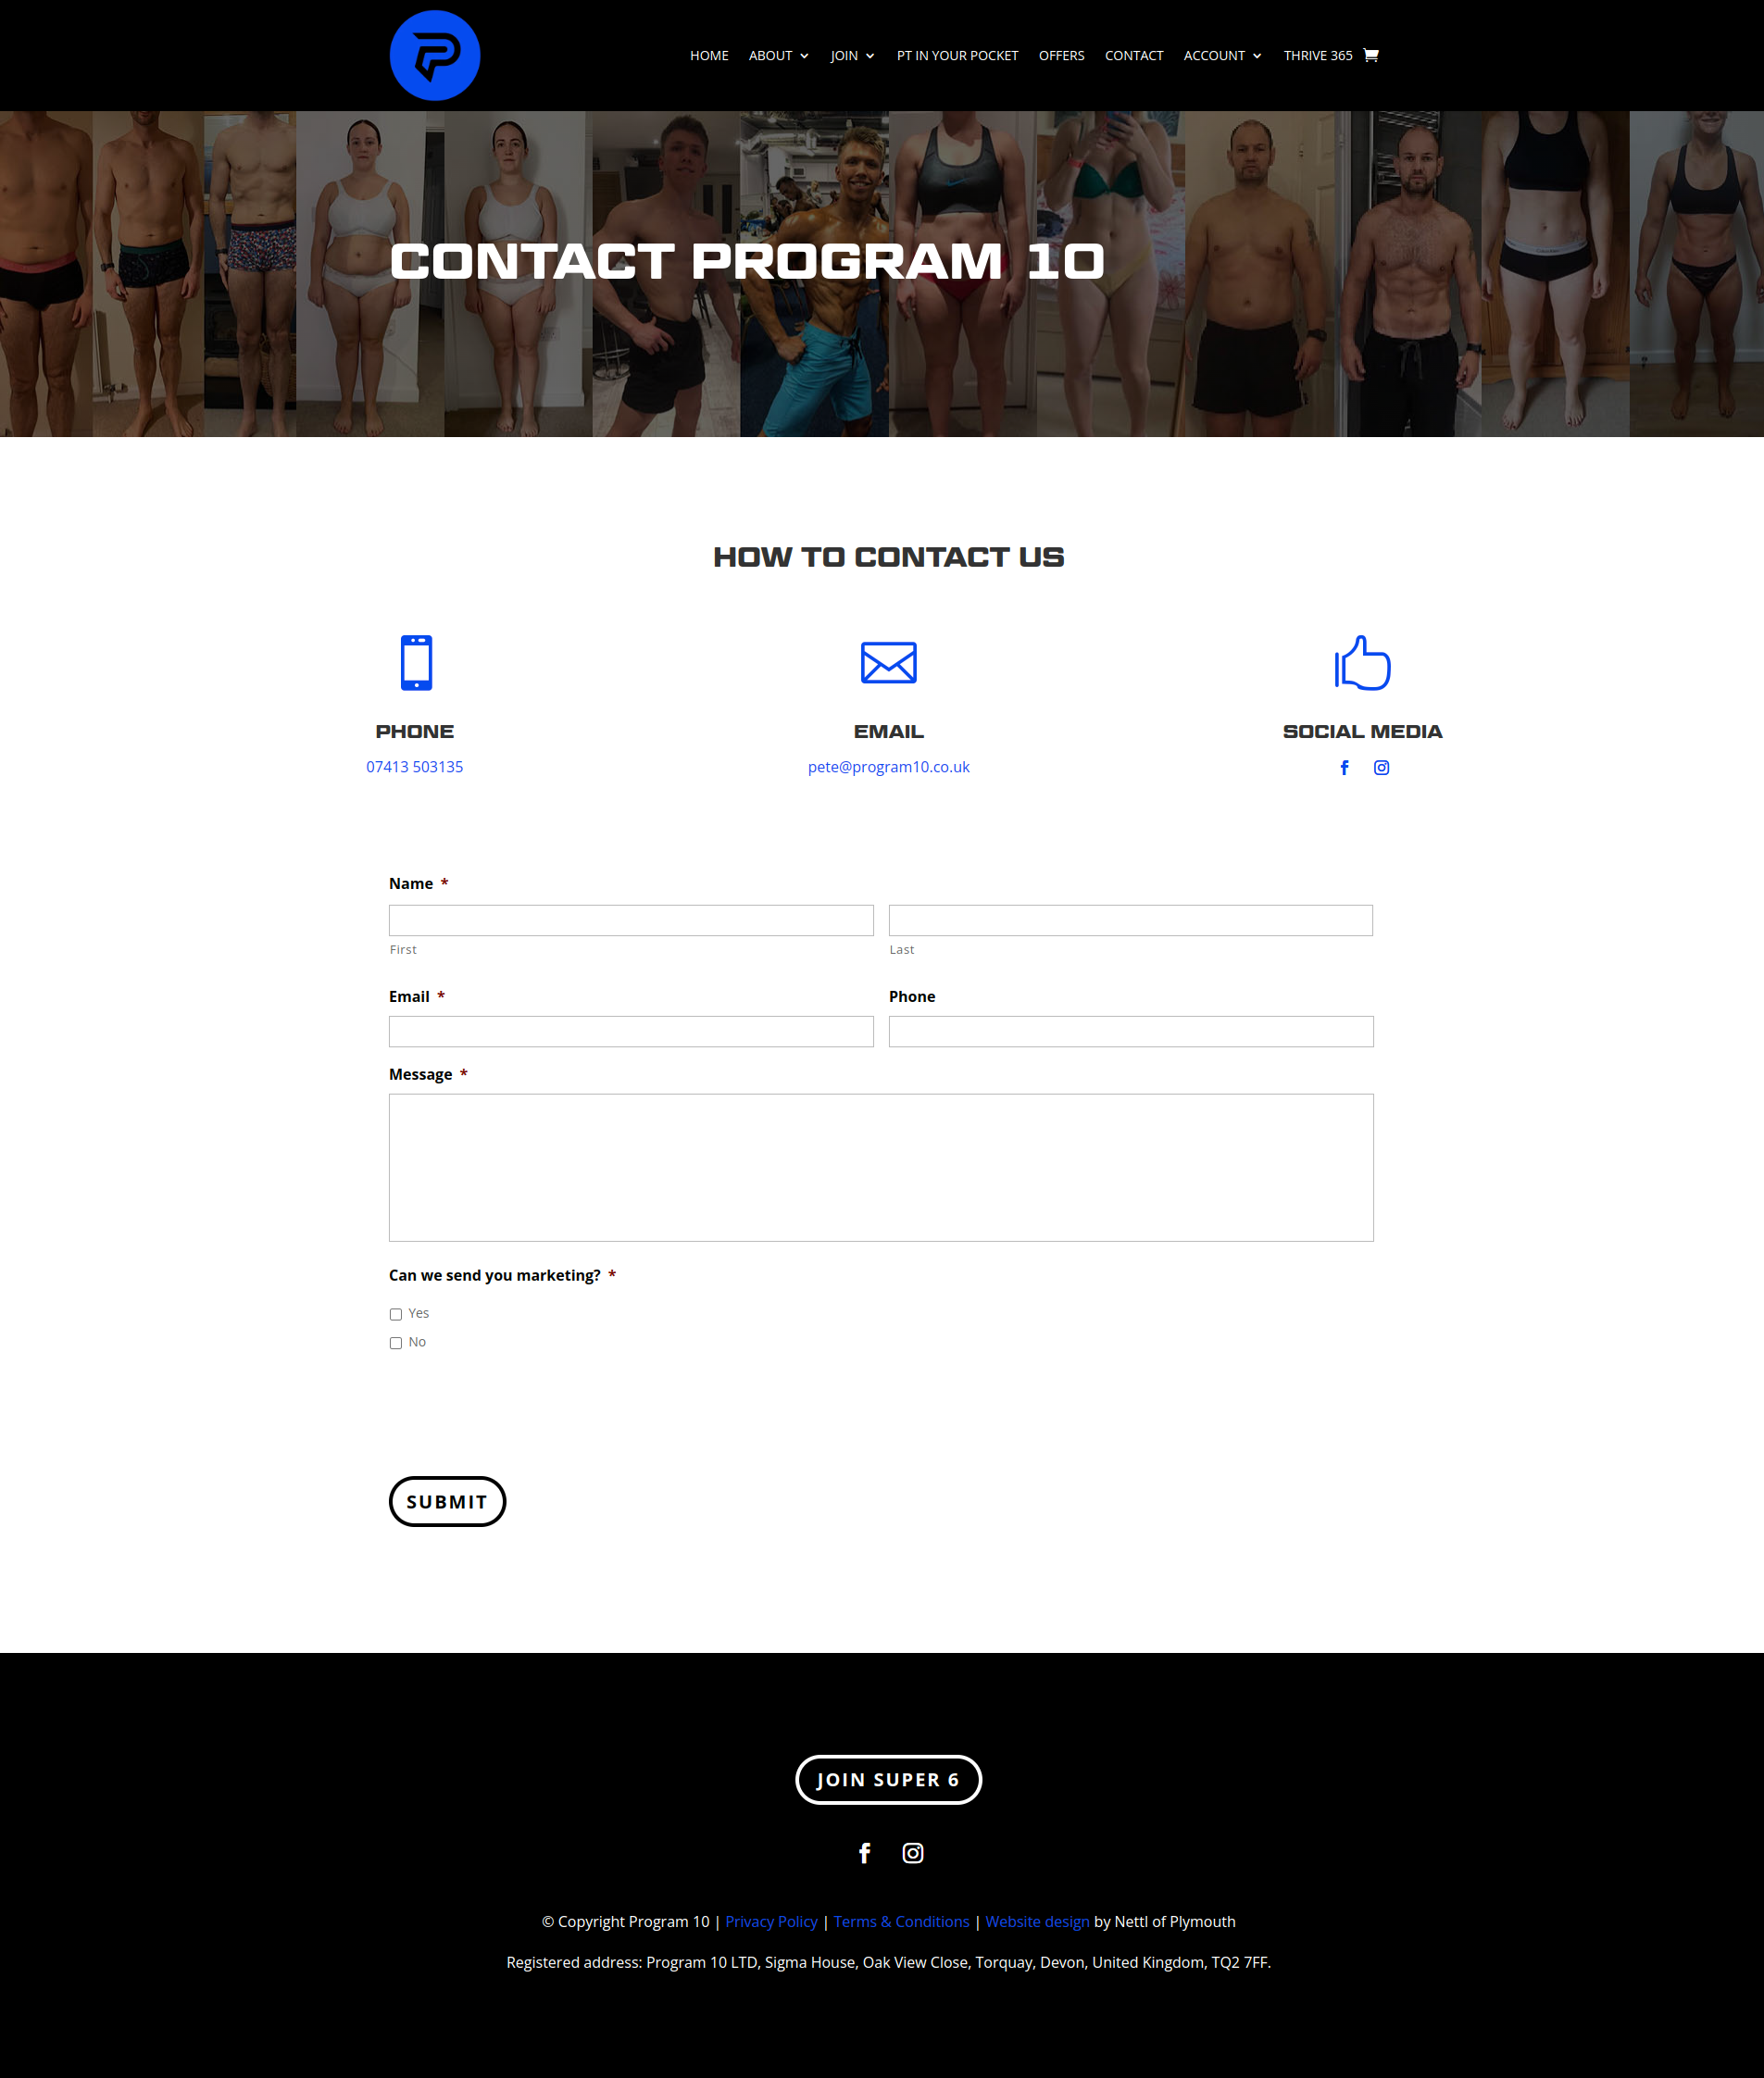 HOME ABOUT JOIN PT IN YOUR POCKET OFFERS CONTACT ACCOUNT THRIVE 365
CONTACT PROGRAM 10
HOW TO CONTACT US
PHONE
07413 503135
EMAIL
pete@program10.co.uk
SOCIAL MEDIA
Name *
First
Last
Email *
Phone
Message *
Can we send you marketing? *
Yes
No
SUBMIT
JOIN SUPER 6
© Copyright Program 10 | Privacy Policy | Terms & Conditions | Website design by Nettl of Plymouth
Registered address: Program 10 LTD, Sigma House, Oak View Close, Torquay, Devon, United Kingdom, TQ2 7FF.